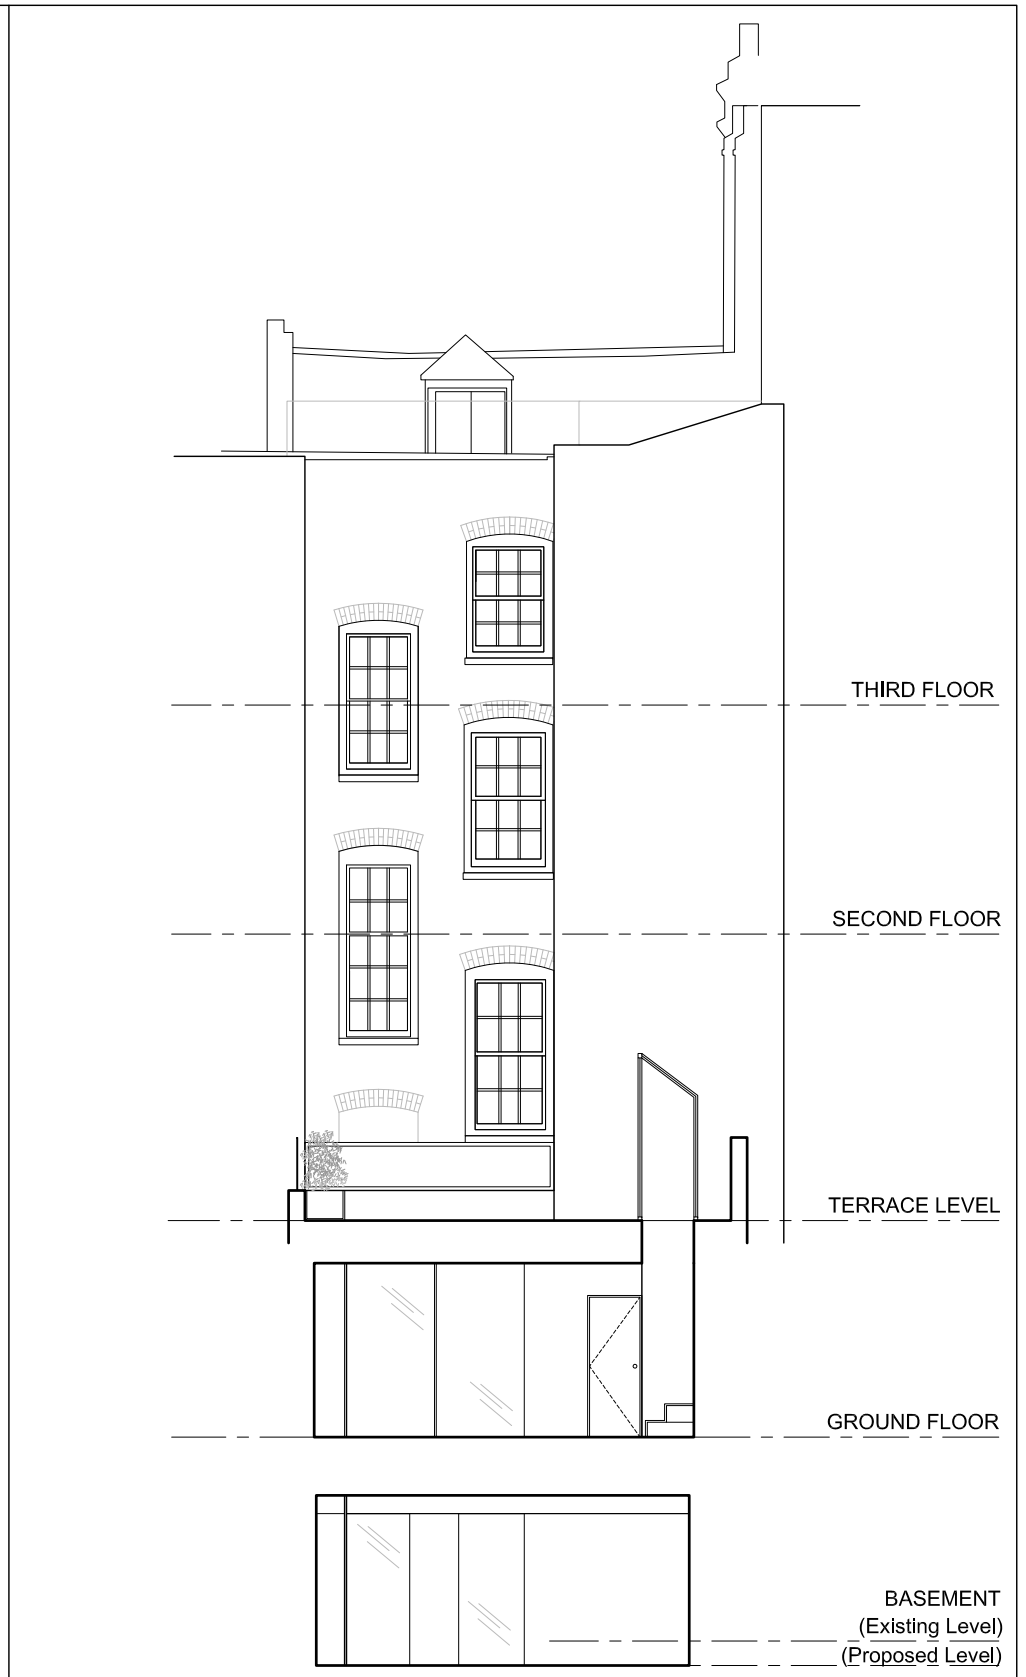 THIRD FLOOR
SECOND FLOOR
TERRACE LEVEL
GROUND FLOOR
BASEMENT
(Existing Level)
(Proposed Level)